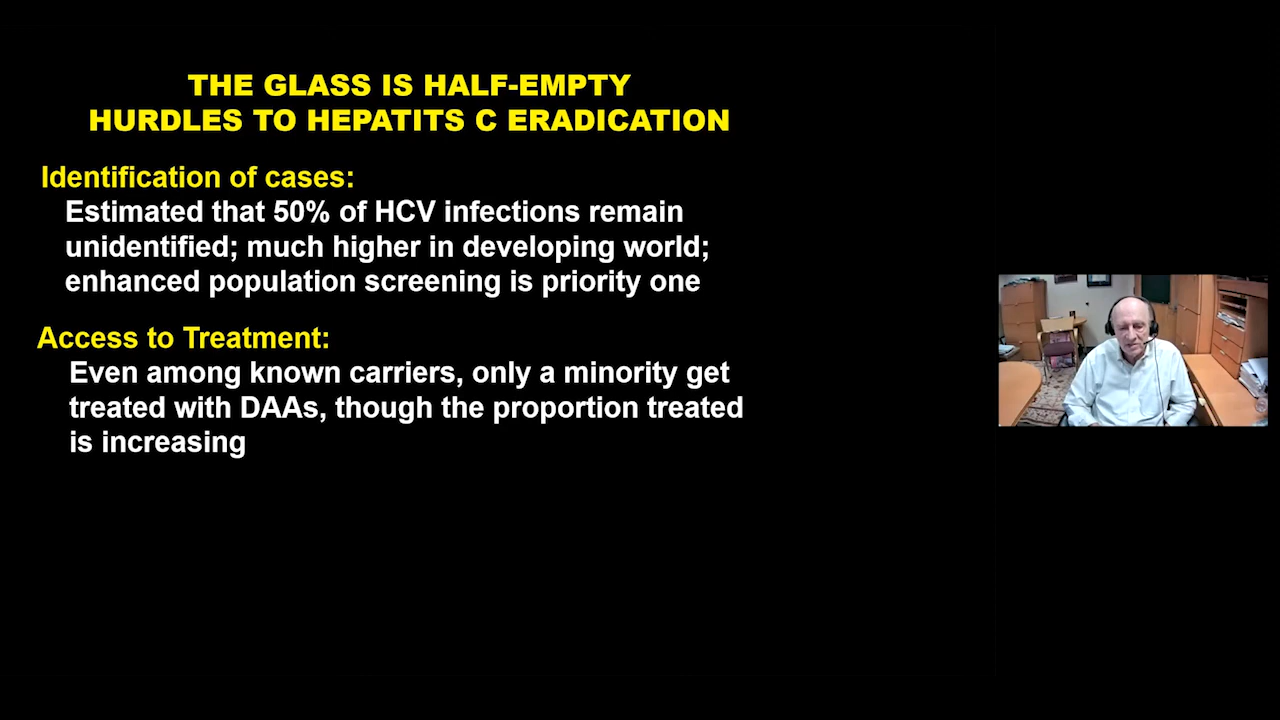 THE GLASS IS HALF-EMPTY
HURDLES TO HEPATITS C ERADICATION
Identification of cases:
Estimated that 50% of HCV infections remain
unidentified; much higher in developing world;
enhanced population screening is priority one
Access to Treatment:
Even among known carriers, only a minority get
treated with DAAs, though the proportion treated
is increasing